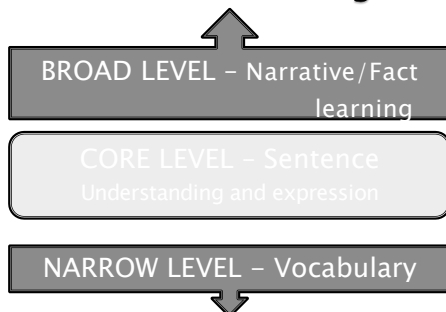 BROAD LEVEL – Narrative/Fact
learning
CORE LEVEL – Sentence
Understanding and expression
NARROW LEVEL – Vocabulary